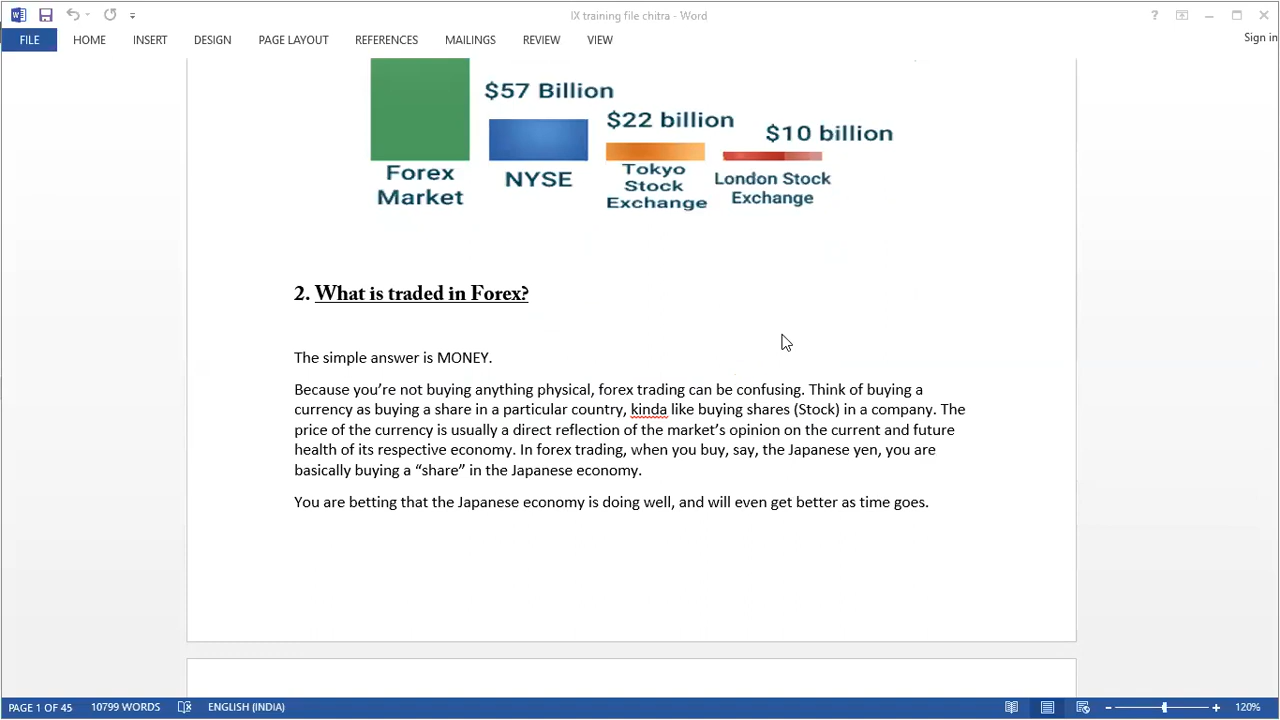 IX training file chitra - Word
?
Sign in
FILE HOME INSERT DESIGN PAGE LAYOUT REFERENCES MAILINGS REVIEW VIEW
$57 Billion
$22 billion
$10 billion
Forex
Market
NYSE
Tokyo
Stock
Exchange
London Stock
Exchange
2. What is traded in Forex?
The simple answer is MONEY.
Because you’re not buying anything physical, forex trading can be confusing. Think of buying a
currency as buying a share in a particular country, kinda like buying shares (Stock) in a company. The
price of the currency is usually a direct reflection of the market’s opinion on the current and future
health of its respective economy. In forex trading, when you buy, say, the Japanese yen, you are
basically buying a “share” in the Japanese economy.
You are betting that the Japanese economy is doing well, and will even get better as time goes.
PAGE 1 OF 45 10799 WORDS ENGLISH (INDIA) 120%